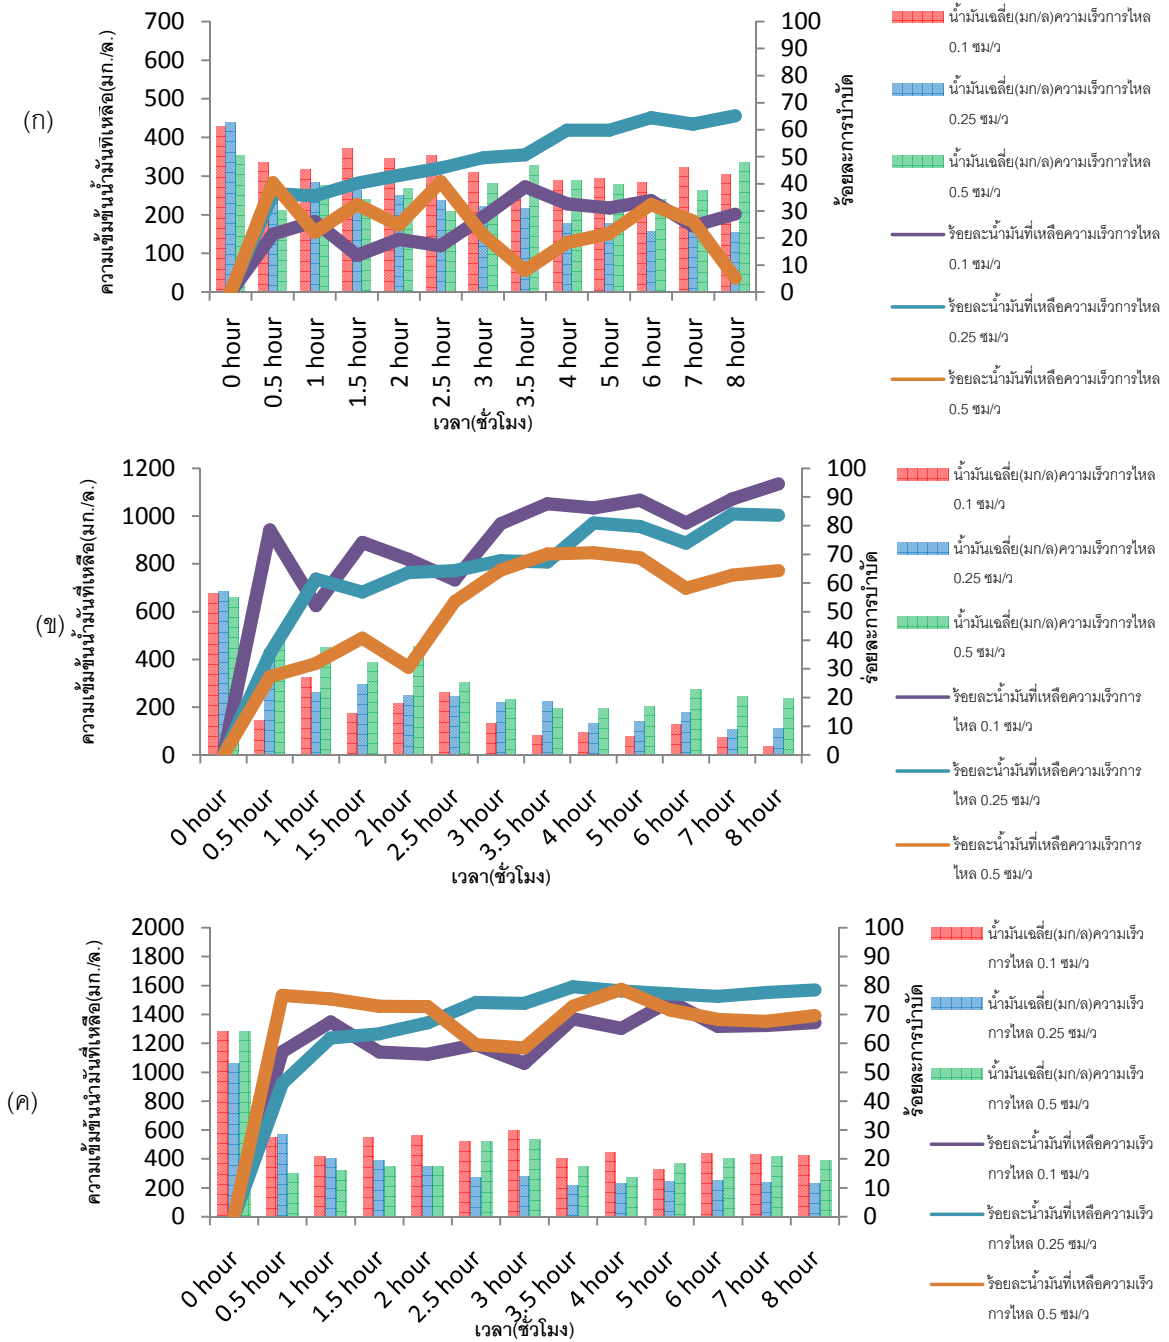 (ก)
ความเข้มข้นน้ำมันที่เหลือ(มก./ล.)
700
600
500
400
300
200
100
0
100
90
80
70
60
50
40
30
20
10
0
ร้อยละการบำบัด
0 hour
0.5 hour
1 hour
1.5 hour
2 hour
2.5 hour
3 hour
3.5 hour
4 hour
5 hour
6 hour
7 hour
8 hour
เวลา(ชั่วโมง)
น้ำมันเฉลี่ย(มก/ล)ความเร็วการไหล
0.1 ซม/ว
น้ำมันเฉลี่ย(มก/ล)ความเร็วการไหล
0.25 ซม/ว
น้ำมันเฉลี่ย(มก/ล)ความเร็วการไหล
0.5 ซม/ว
ร้อยละน้ำมันที่เหลือความเร็วการไหล
0.1 ซม/ว
ร้อยละน้ำมันที่เหลือความเร็วการไหล
0.25 ซม/ว
ร้อยละน้ำมันที่เหลือความเร็วการไหล
0.5 ซม/ว
(ข)
ความเข้มข้นน้ำมันที่เหลือ(มก./ล.)
1200
1000
800
600
400
200
0
100
90
80
70
60
50
40
30
20
10
0
ร่อยละการบำบัด
0 hour
0.5 hour
1 hour
1.5 hour
2 hour
2.5 hour
3 hour
3.5 hour
4 hour
5 hour
6 hour
7 hour
8 hour
เวลา(ชั่วโมง)
น้ำมันเฉลี่ย(มก/ล)ความเร็วการไหล
0.1 ซม/ว
น้ำมันเฉลี่ย(มก/ล)ความเร็วการไหล
0.25 ซม/ว
น้ำมันเฉลี่ย(มก/ล)ความเร็วการไหล
0.5 ซม/ว
ร้อยละน้ำมันที่เหลือความเร็วการ
ไหล 0.1 ซม/ว
ร้อยละน้ำมันที่เหลือความเร็วการ
ไหล 0.25 ซม/ว
ร้อยละน้ำมันที่เหลือความเร็วการ
ไหล 0.5 ซม/ว
(ค)
ความเข้มข้นน้ำมันที่เหลือ(มก./ล.)
2000
1800
1600
1400
1200
1000
800
600
400
200
0
100
90
80
70
60
50
40
30
20
10
0
ร้อยละการบำบัด
0 hour
0.5 hour
1 hour
1.5 hour
2 hour
2.5 hour
3 hour
3.5 hour
4 hour
5 hour
6 hour
7 hour
8 hour
เวลา(ชั่วโมง)
น้ำมันเฉลี่ย(มก/ล)ความเร็ว
การไหล 0.1 ซม/ว
น้ำมันเฉลี่ย(มก/ล)ความเร็ว
การไหล 0.25 ซม/ว
น้ำมันเฉลี่ย(มก/ล)ความเร็ว
การไหล 0.5 ซม/ว
ร้อยละน้ำมันที่เหลือความเร็ว
การไหล 0.1 ซม/ว
ร้อยละน้ำมันที่เหลือความเร็ว
การไหล 0.25 ซม/ว
ร้อยละน้ำมันที่เหลือความเร็ว
การไหล 0.5 ซม/ว